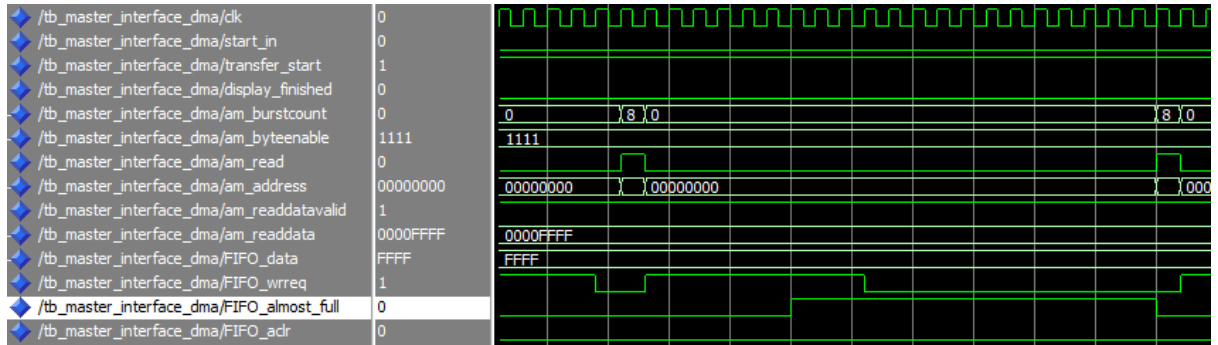 /tb_master_interface_dma/clk 0
/tb_master_interface_dma/start_in 0
/tb_master_interface_dma/transfer_start 1
/tb_master_interface_dma/display_finished 0
/tb_master_interface_dma/am_burstcount 0 0 8 0 8 0
/tb_master_interface_dma/am_byteenable 1111 1111
/tb_master_interface_dma/am_read 0
/tb_master_interface_dma/am_address 00000000 00000000 00000000 000
/tb_master_interface_dma/am_readdatavalid 1
/tb_master_interface_dma/am_readdata 0000FFFF 0000FFFF
/tb_master_interface_dma/FIFO_data FFFF FFFF
/tb_master_interface_dma/FIFO_wrreq 1
/tb_master_interface_dma/FIFO_almost_full 0
/tb_master_interface_dma/FIFO_aclr 0